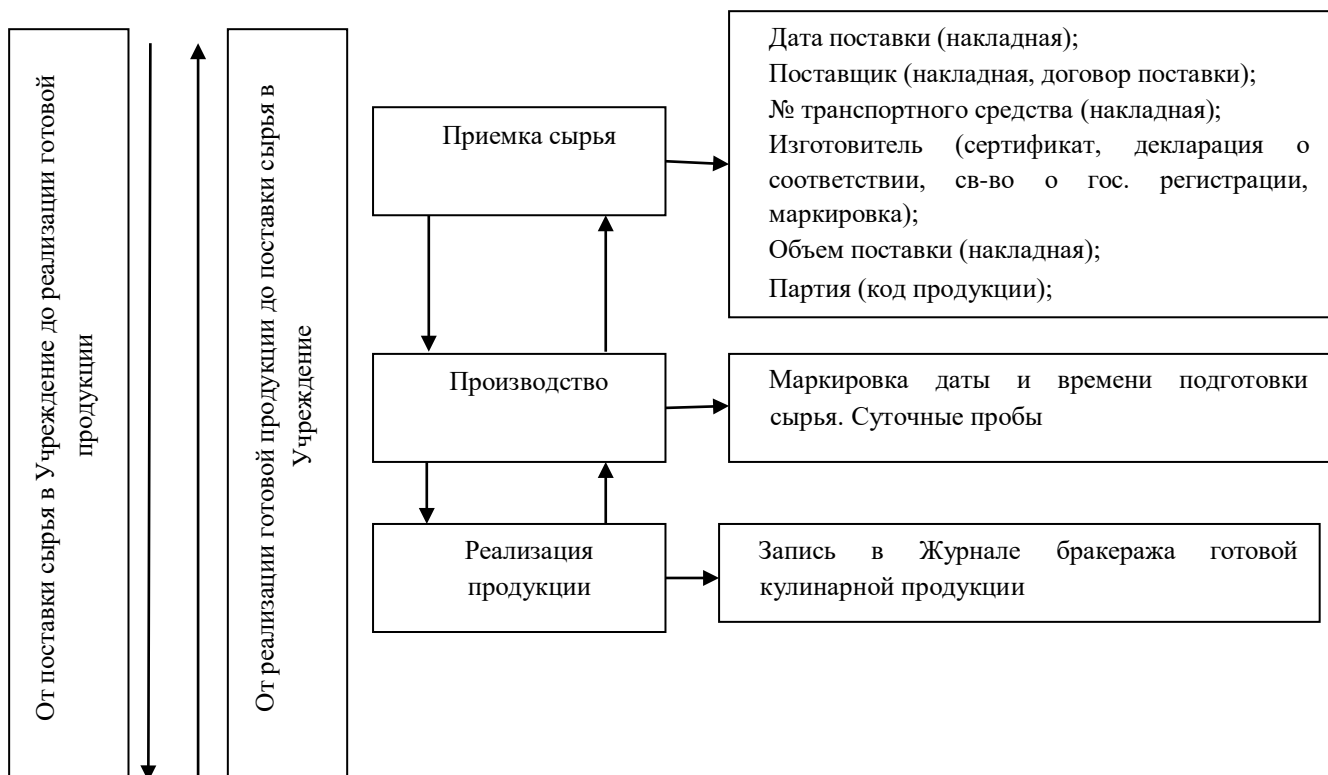 От поставки сырья в Учреждение до реализации готовой
продукции
От реализации готовой продукции до поставки сырья в
Учреждение
Приемка сырья
Дата поставки (накладная);
Поставщик (накладная, договор поставки);
№ транспортного средства (накладная);
Изготовитель (сертификат, декларация о
соответствии, св-во о гос. регистрации,
маркировка);
Объем поставки (накладная);
Партия (код продукции);
Производство
Маркировка даты и времени подготовки
сырья. Суточные пробы
Реализация
продукции
Запись в Журнале бракеража готовой
кулинарной продукции